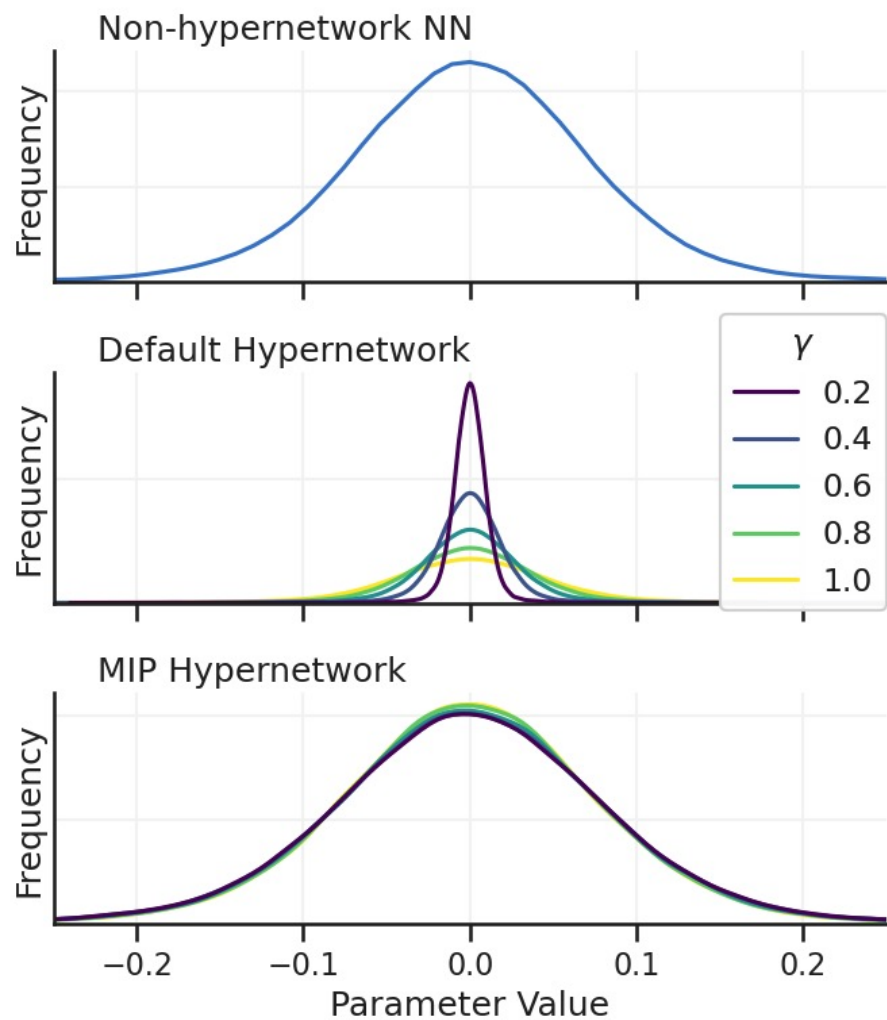 Non-hypernetwork NN
Frequency
Default Hypernetwork
Frequency
γ
0.2
0.4
0.6
0.8
1.0
MIP Hypernetwork
Frequency
−0.2 −0.1 0.0 0.1 0.2
Parameter Value